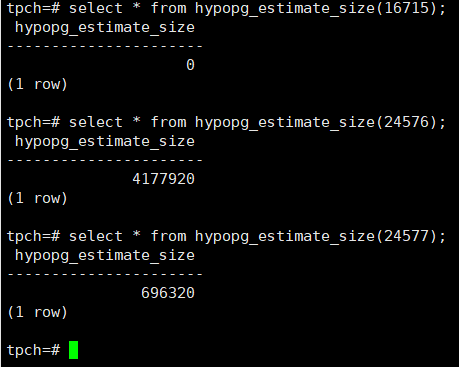 tpch=# select * from hypopg_estimate_size(16715);
 hypopg_estimate_size
----------------------
                    0
(1 row)

tpch=# select * from hypopg_estimate_size(24576);
 hypopg_estimate_size
----------------------
              4177920
(1 row)

tpch=# select * from hypopg_estimate_size(24577);
 hypopg_estimate_size
----------------------
               696320
(1 row)

tpch=#